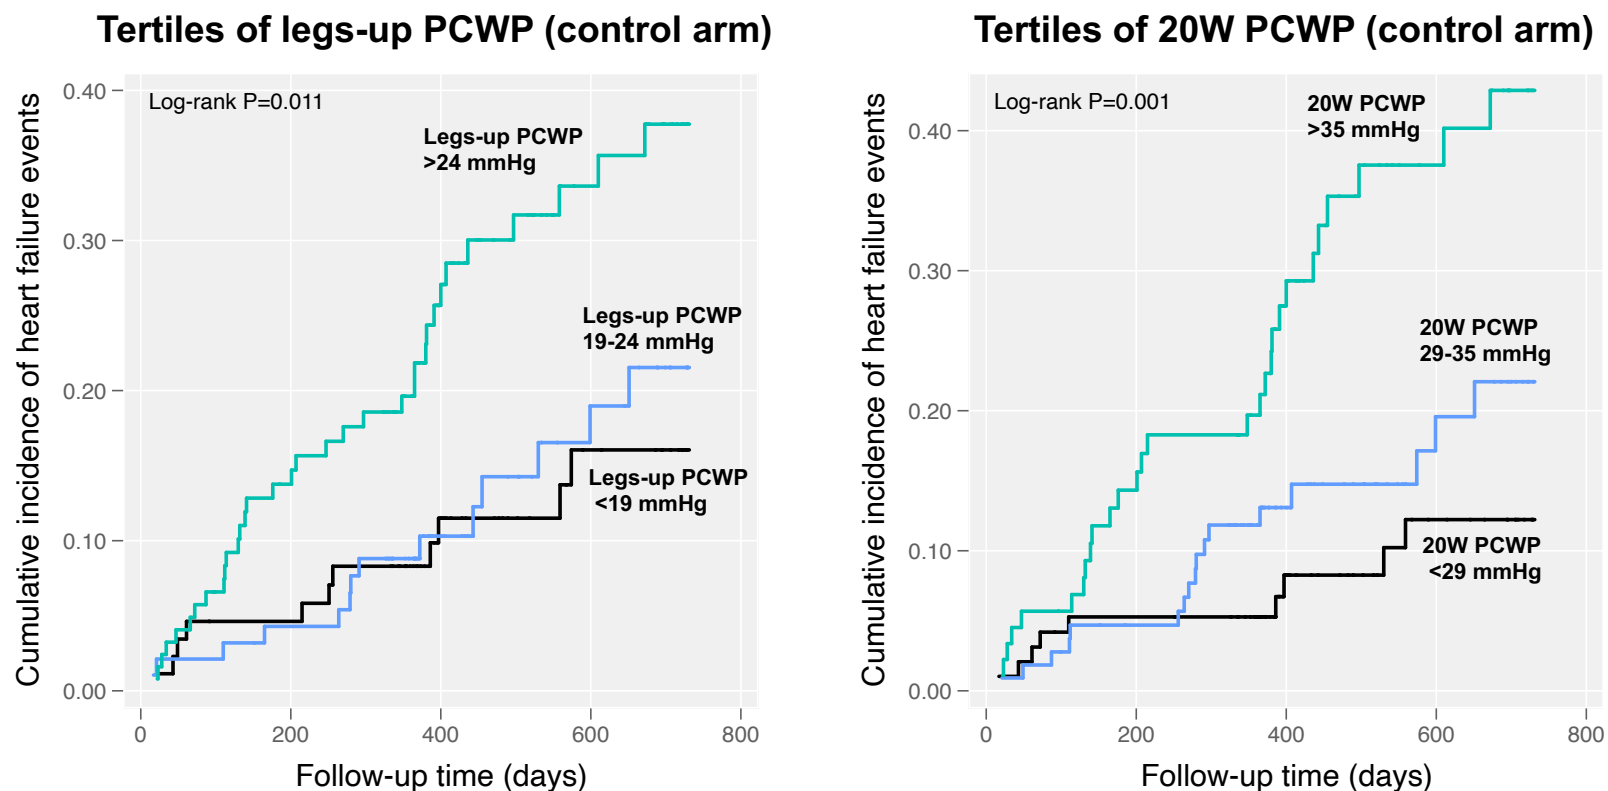 Tertiles of legs-up PCWP (control arm)
Cumulative incidence of heart failure events
0.40
0.30
0.20
0.10
0.00
Log-rank P=0.011
Legs-up PCWP
>24 mmHg
Legs-up PCWP
19-24 mmHg
Legs-up PCWP
<19 mmHg
0 200 400 600 800
Follow-up time (days)
Tertiles of 20W PCWP (control arm)
Cumulative incidence of heart failure events
0.40
0.30
0.20
0.10
0.00
Log-rank P=0.001
20W PCWP
>35 mmHg
20W PCWP
29-35 mmHg
20W PCWP
<29 mmHg
0 200 400 600 800
Follow-up time (days)